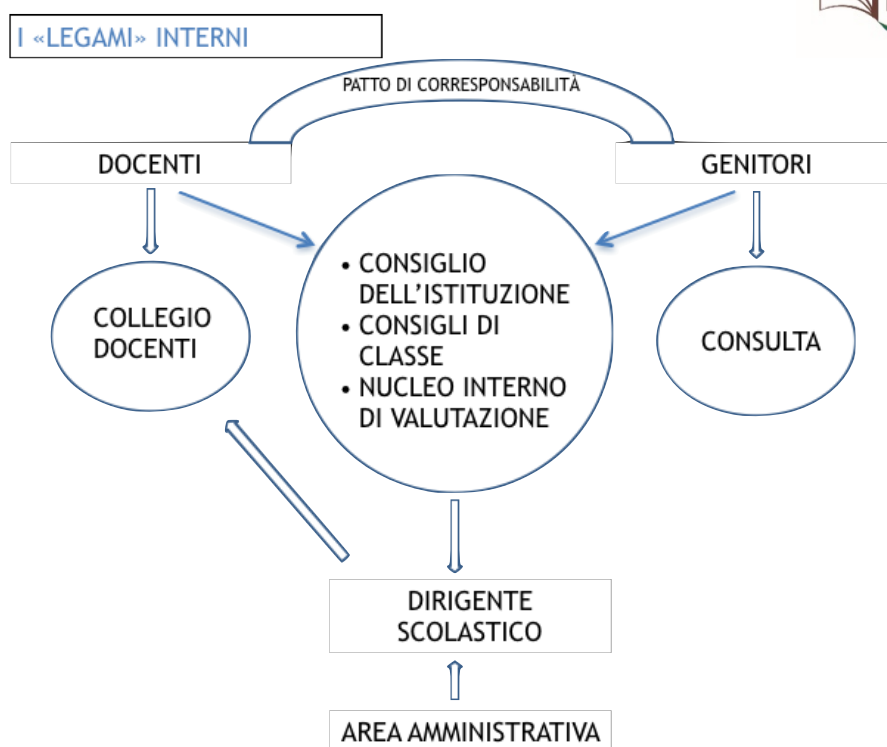 I «LEGAMI» INTERNI
PATTO DI CORRESPONSABILITÀ
DOCENTI
GENITORI
COLLEGIO
DOCENTI
• CONSIGLIO
DELL’ISTITUZIONE
• CONSIGLI DI
CLASSE
• NUCLEO INTERNO
DI VALUTAZIONE
CONSULTA
DIRIGENTE
SCOLASTICO
AREA AMMINISTRATIVA